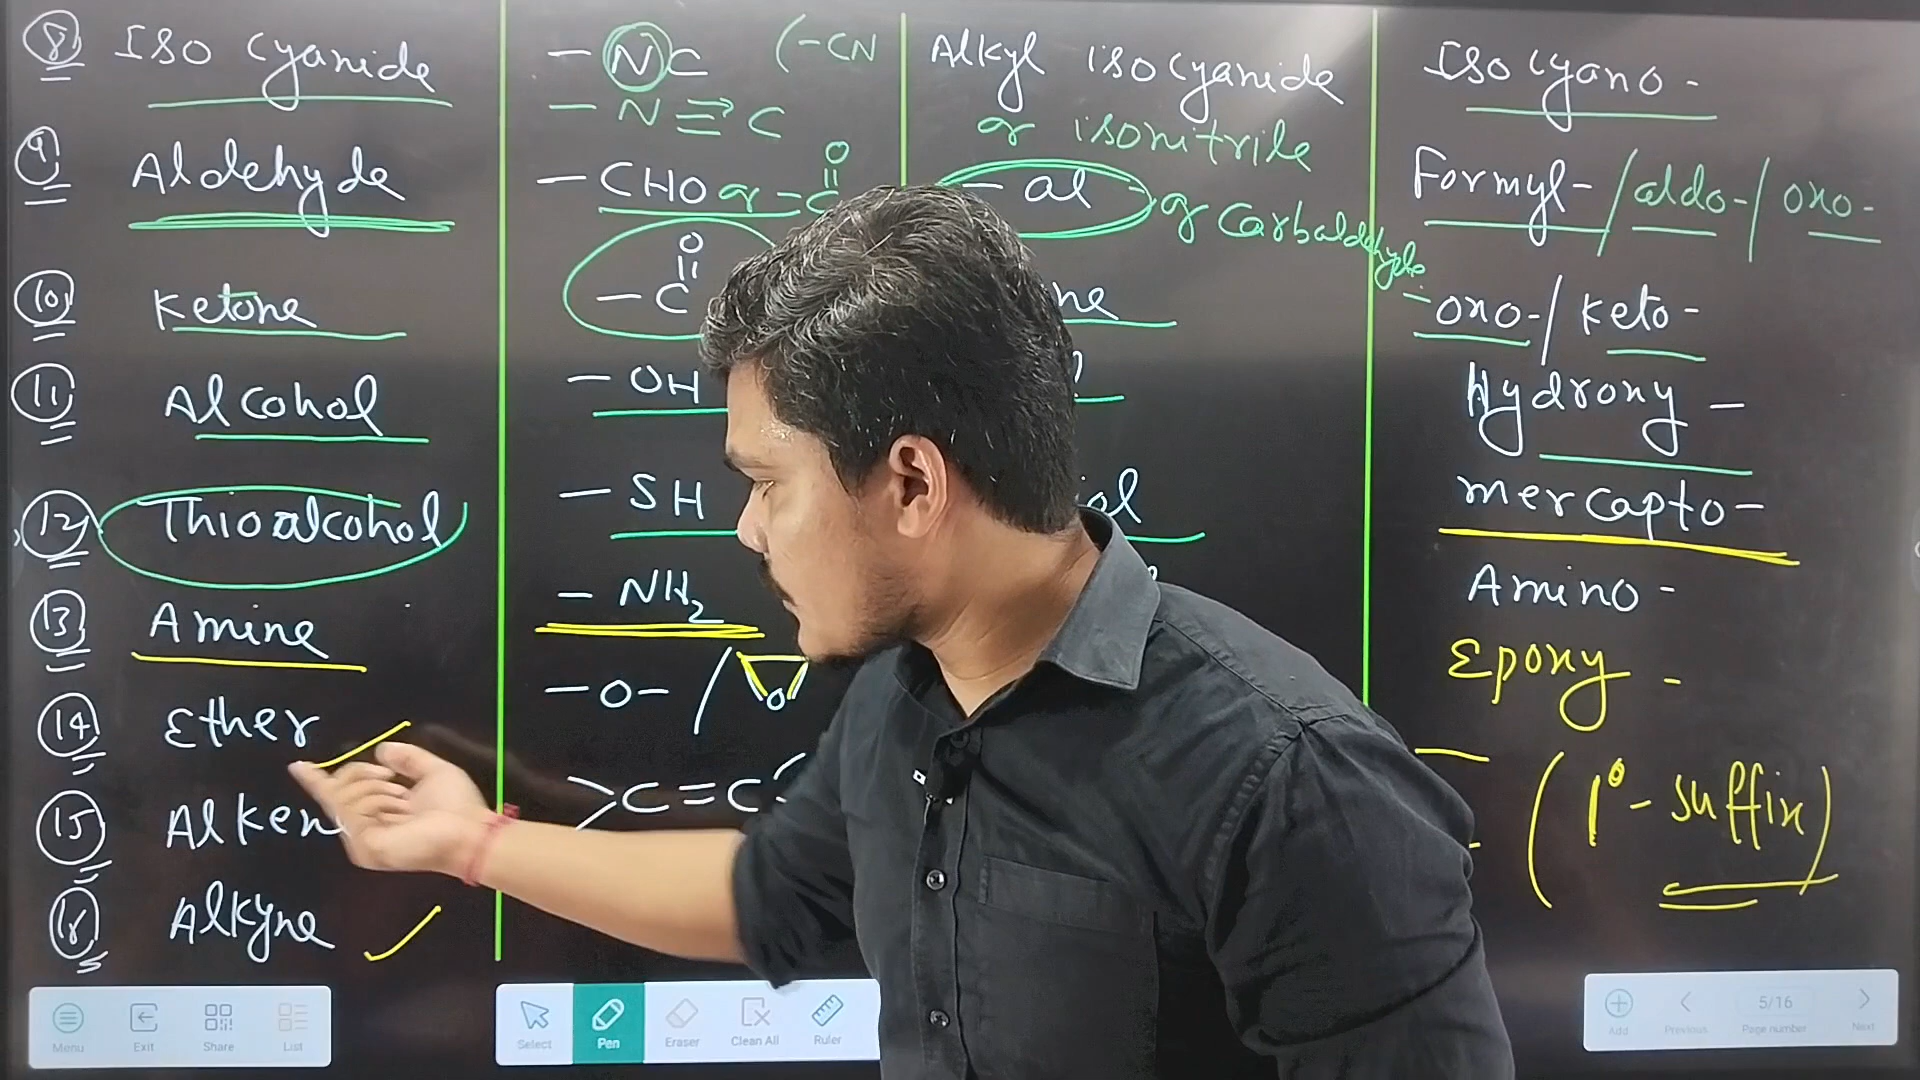 8 Iso cyanide -NC (-CN Alkyl isocyanide Isocyano-
-N≡C or isonitrile
9 Aldehyde -CHO or -C -al or Carbaldehyde Formyl-/aldo-/oxo-
O
||
O
||
10 Ketone -C ne -oxo-/Keto-
11 Alcohol -OH Hydroxy-
12 Thioalcohol -SH iol mercapto-
13 Amine -NH2 Amino-
14 Ether -O- / O Epoxy-
15 Alken >C=C (1°-suffix)
16 Alkyne
Menu Exit Share List Select Pen Eraser Clean All Ruler Add Previous 5/16 Page number Next